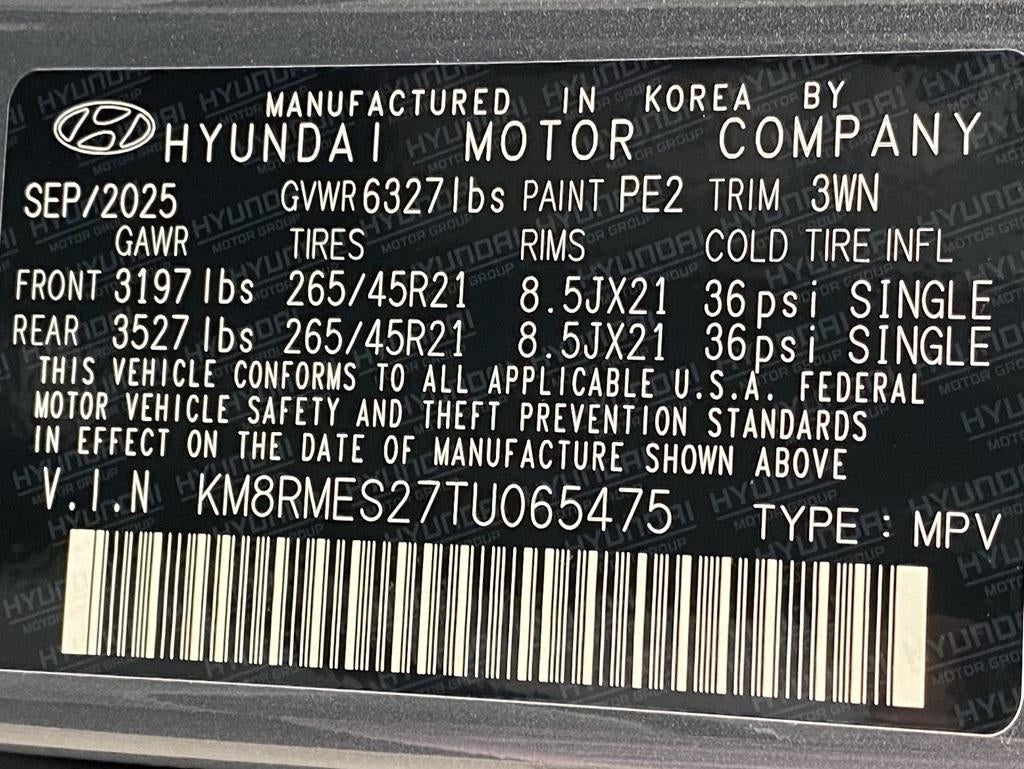 MANUFACTURED IN KOREA BY
HYUNDAI MOTOR COMPANY
SEP/2025 GVWR 6327lbs PAINT PE2 TRIM 3WN
GAWR TIRES RIMS COLD TIRE INFL
FRONT 3197lbs 265/45R21 8.5JX21 36psi SINGLE
REAR 3527lbs 265/45R21 8.5JX21 36psi SINGLE
THIS VEHICLE CONFORMS TO ALL APPLICABLE U.S.A. FEDERAL
MOTOR VEHICLE SAFETY AND THEFT PREVENTION STANDARDS
IN EFFECT ON THE DATE OF MANUFACTURE SHOWN ABOVE
V.I.N KM8RMES27TU065475 TYPE : MPV